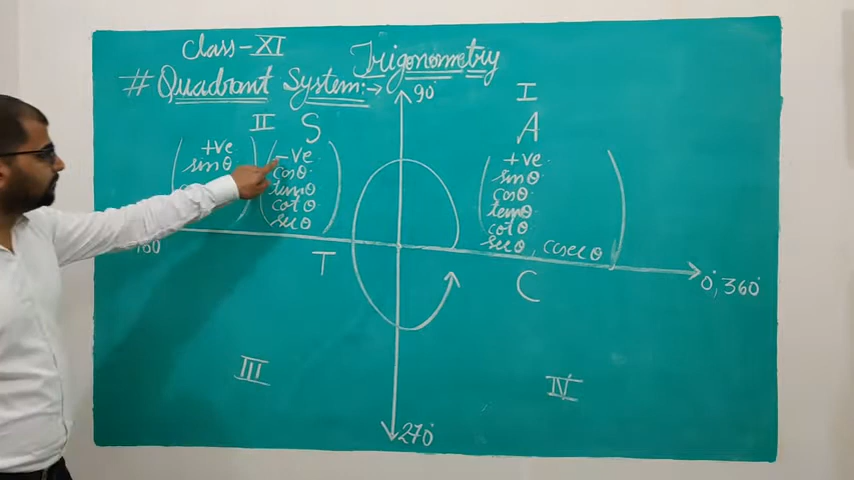 Class-XI
Trigonometry
# Quadrant System:→
90°
I
II
S
A
+ve
sinθ
-ve
cosθ
tanθ
cotθ
secθ
+ve
sinθ
cosθ
tanθ
cotθ
secθ, cosecθ
180
T
C
0°, 360°
III
IV
270°